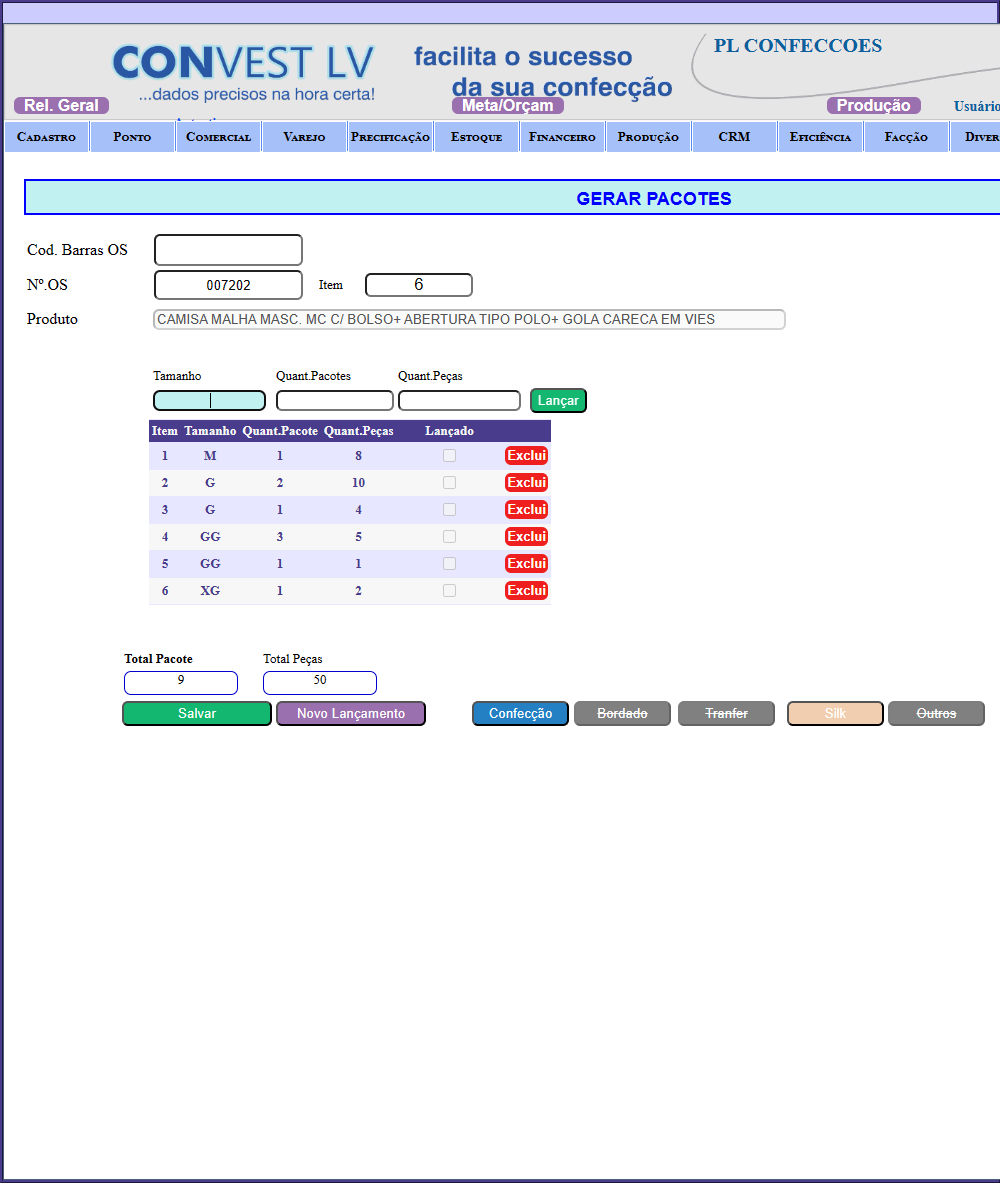 CONVEST LV
...dados precisos na hora certa!
facilita o sucesso
da sua confecção
PL CONFECCOES
Rel. Geral Meta/Orçam Produção Usuário
CADASTRO PONTO COMERCIAL VAREJO PRECIFICAÇÃO ESTOQUE FINANCEIRO PRODUÇÃO CRM EFICIÊNCIA FACÇÃO DIVER
GERAR PACOTES
Cod. Barras OS
Nº.OS 007202 Item 6
Produto CAMISA MALHA MASC. MC C/ BOLSO+ ABERTURA TIPO POLO+ GOLA CARECA EM VIES
Tamanho Quant.Pacotes Quant.Peças
Lançar
Item Tamanho Quant.Pacote Quant.Peças Lançado
1 M 1 8 Exclui
2 G 2 10 Exclui
3 G 1 4 Exclui
4 GG 3 5 Exclui
5 GG 1 1 Exclui
6 XG 1 2 Exclui
Total Pacote Total Peças
9 50
Salvar Novo Lançamento Confecção Bordado Tranfer Silk Outros